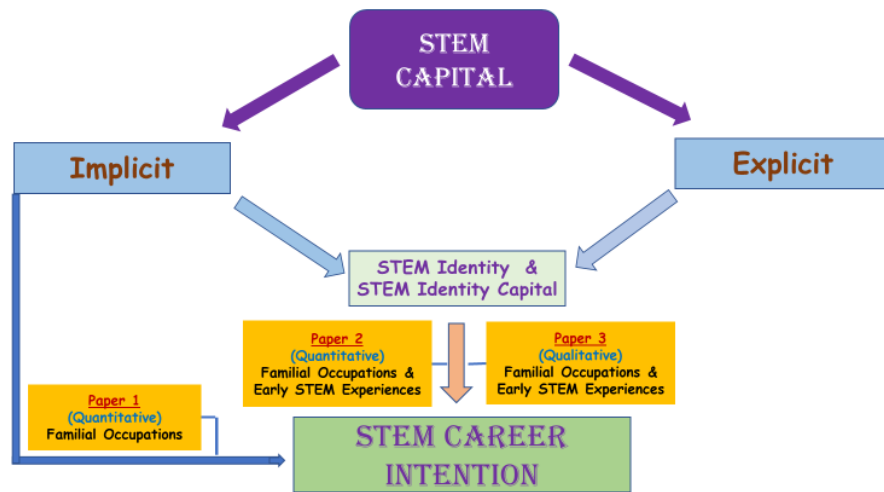 STEM
CAPITAL
Implicit
Explicit
STEM Identity &
STEM Identity Capital
Paper 2
(Quantitative)
Familial Occupations &
Early STEM Experiences
Paper 3
(Qualitative)
Familial Occupations &
Early STEM Experiences
Paper 1
(Quantitative)
Familial Occupations
STEM CAREER
INTENTION